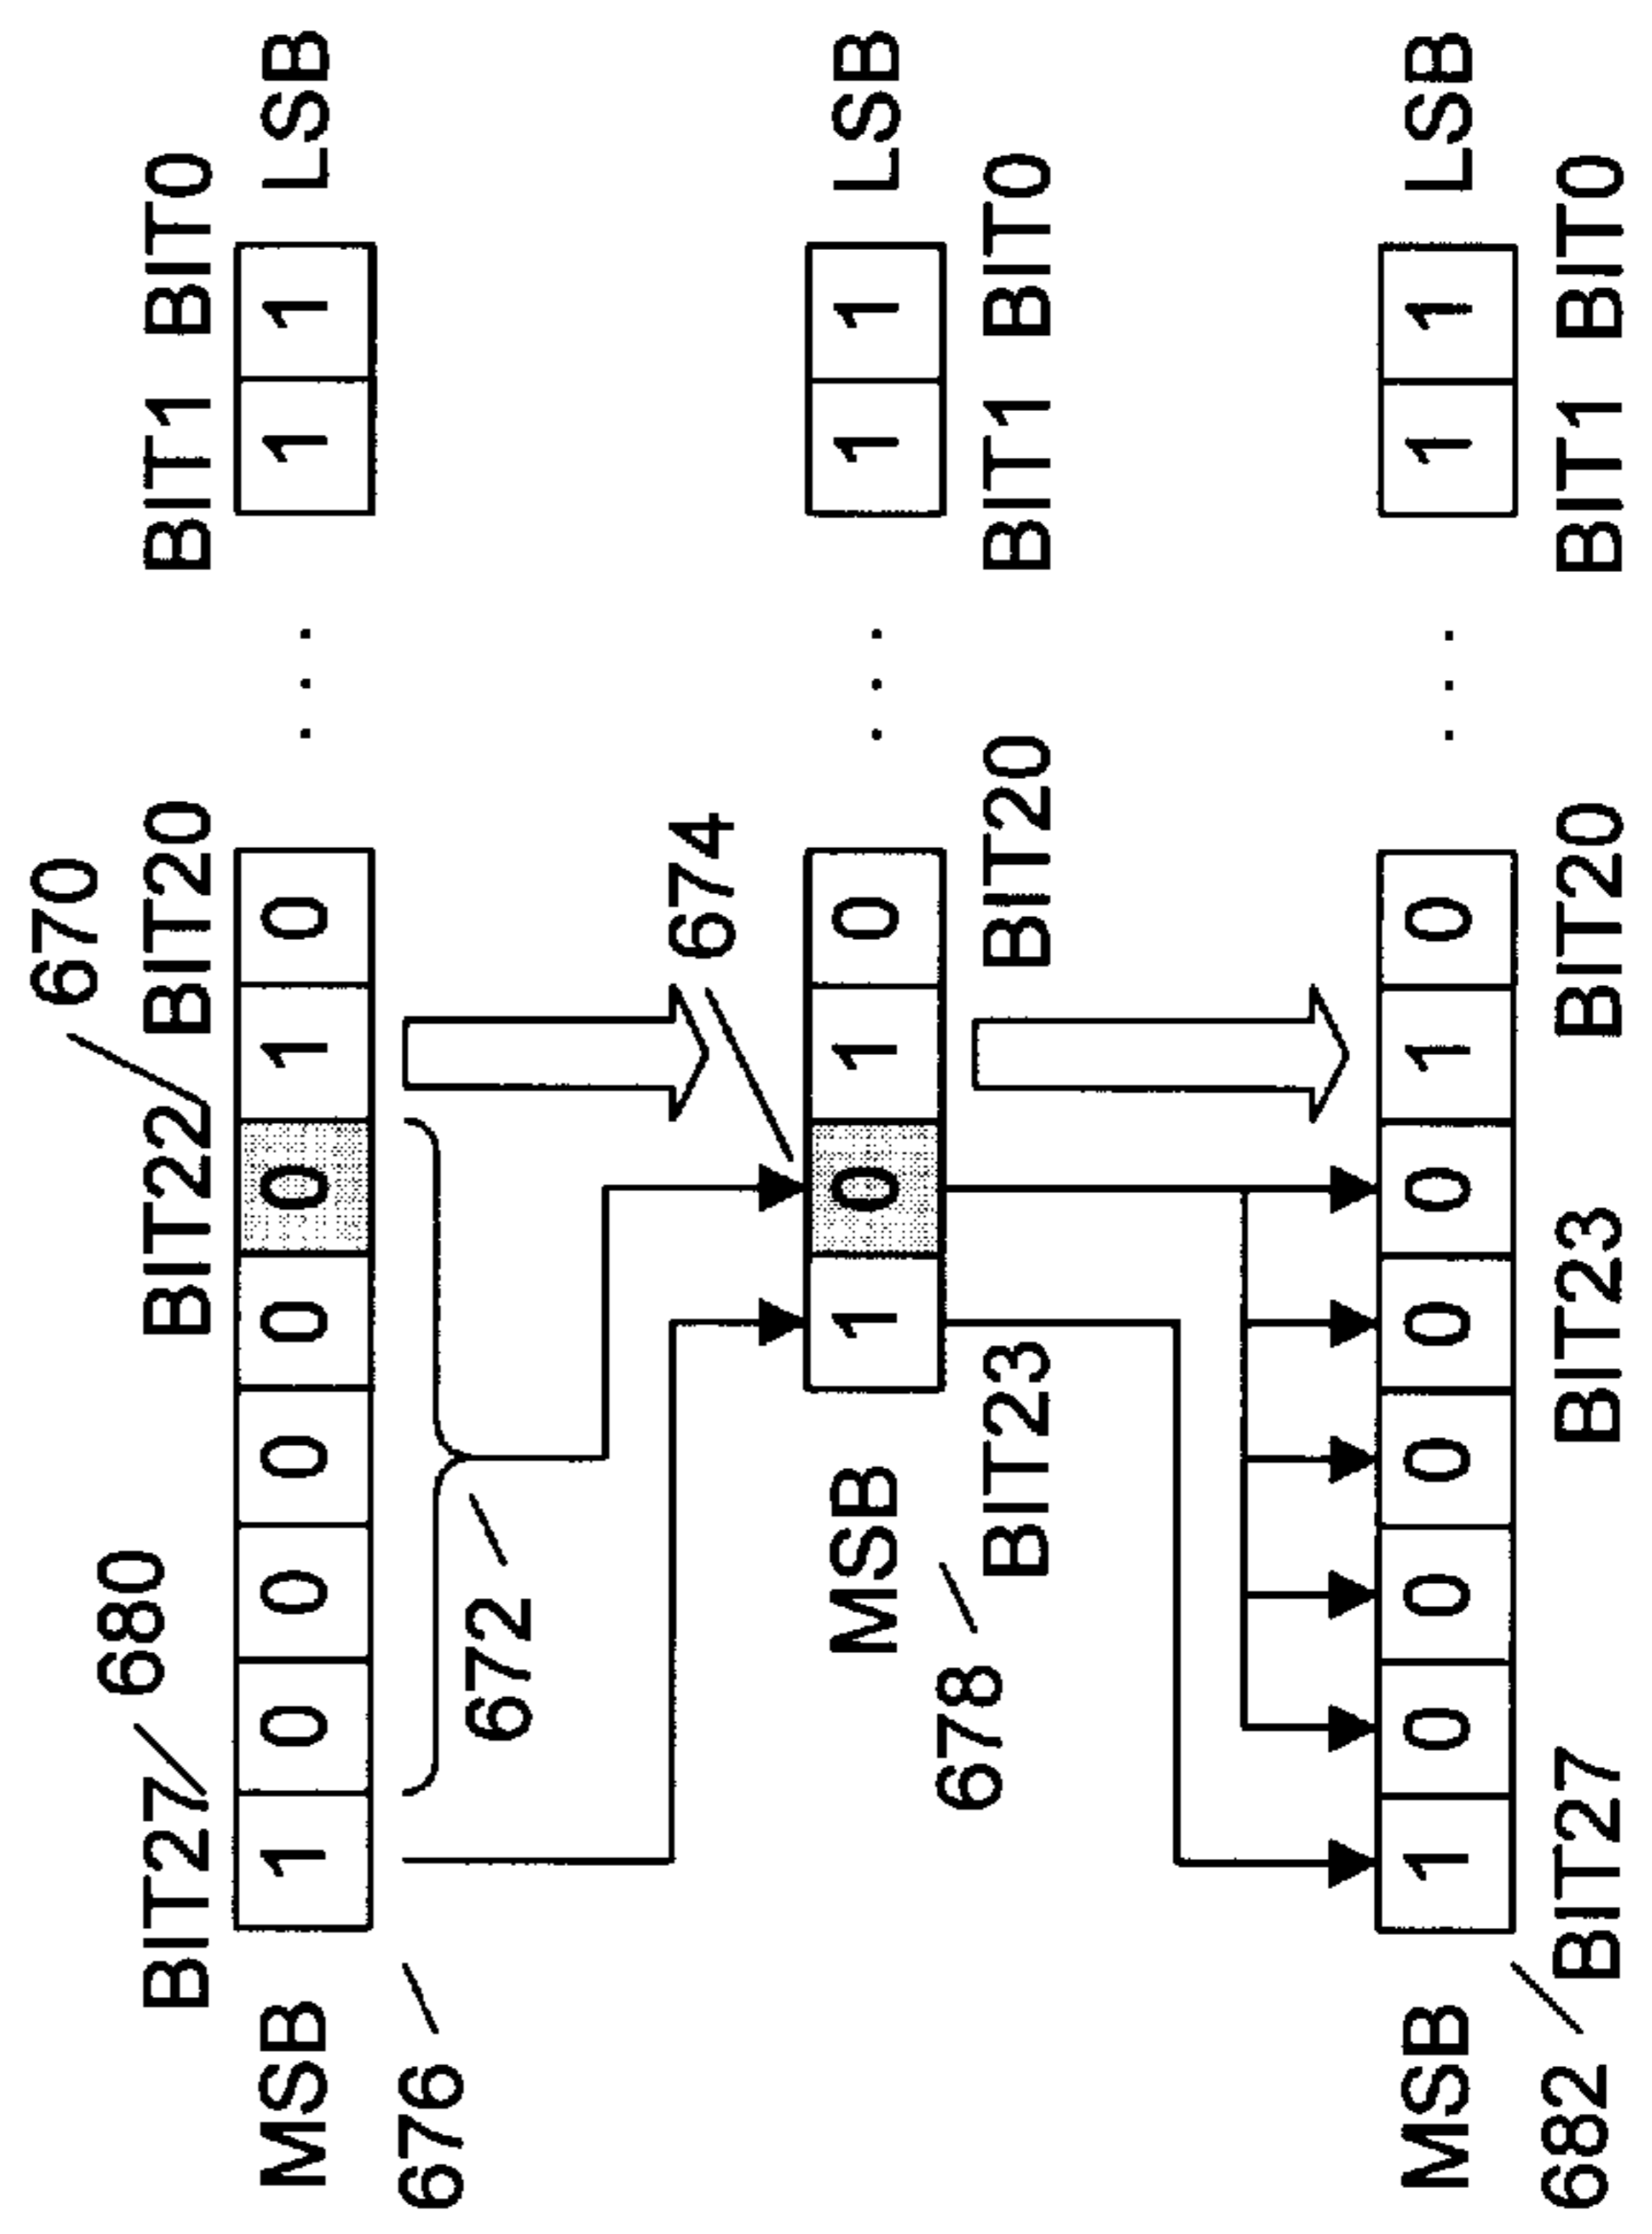 670
680
BIT27 BIT22 BIT20 BIT1 BIT0
MSB 1 0 0 0 0 0 1 0 . . . 1 1 LSB
676
672
674
MSB 1 0 1 0 . . . 1 1 LSB
678
BIT23 BIT20 BIT1 BIT0
MSB 1 0 0 0 0 0 1 0 . . . 1 1 LSB
682
BIT27 BIT23 BIT20 BIT1 BIT0